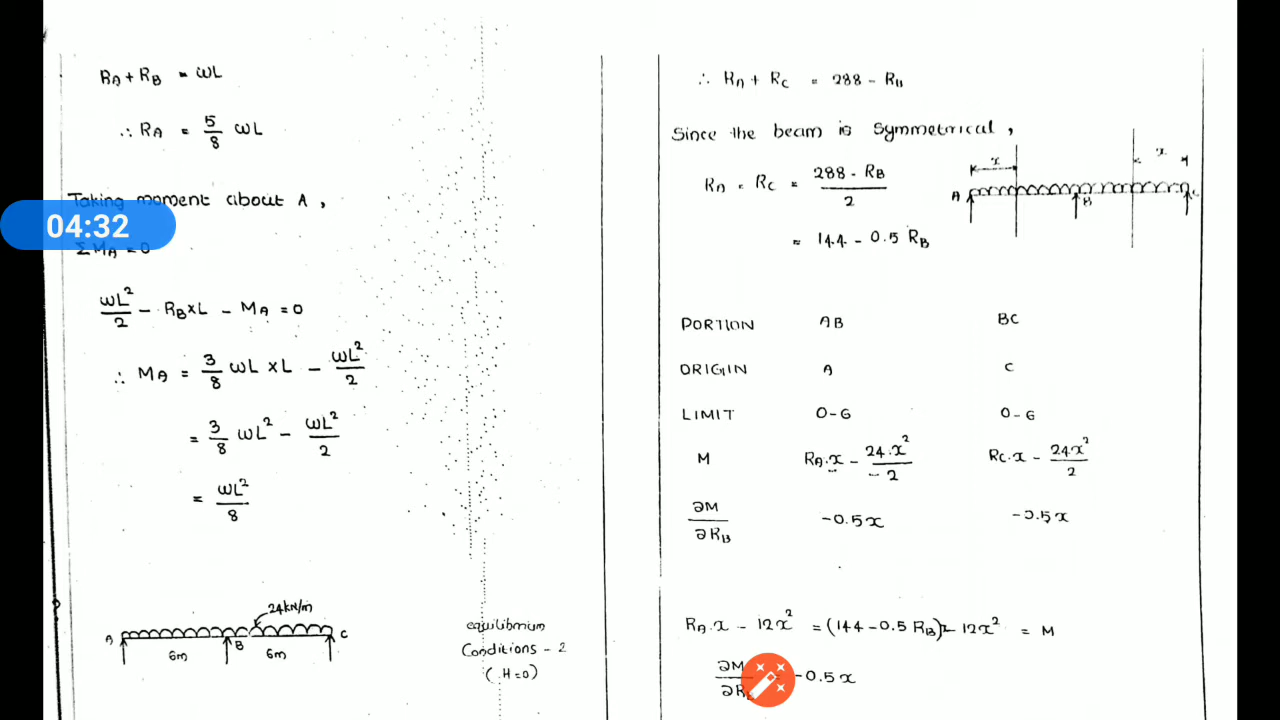 RA + RB = ωL
∴ RA = 5/8 ωL
Taking moment about A,
04:32
ΣMA = 0
ωL²/2 - RB×L - MA = 0
∴ MA = 3/8 ωL × L - ωL²/2
= 3/8 ωL² - ωL²/2
= ωL²/8
24kN/m
A B C
6m 6m
equilibrium
Conditions - 2
(H=0)
∴ RA + RC = 288 - RB
Since the beam is Symmetrical,
RA = RC = 288 - RB / 2
= 144 - 0.5 RB
x x
A B C
PORTION AB BC
ORIGIN A C
LIMIT 0-6 0-6
M RA.x - 24.x²/2 RC.x - 24x²/2
∂M/∂RB -0.5x -0.5x
RA.x - 12x² = (144 - 0.5 RB)x - 12x² = M
∂M/∂R = -0.5x